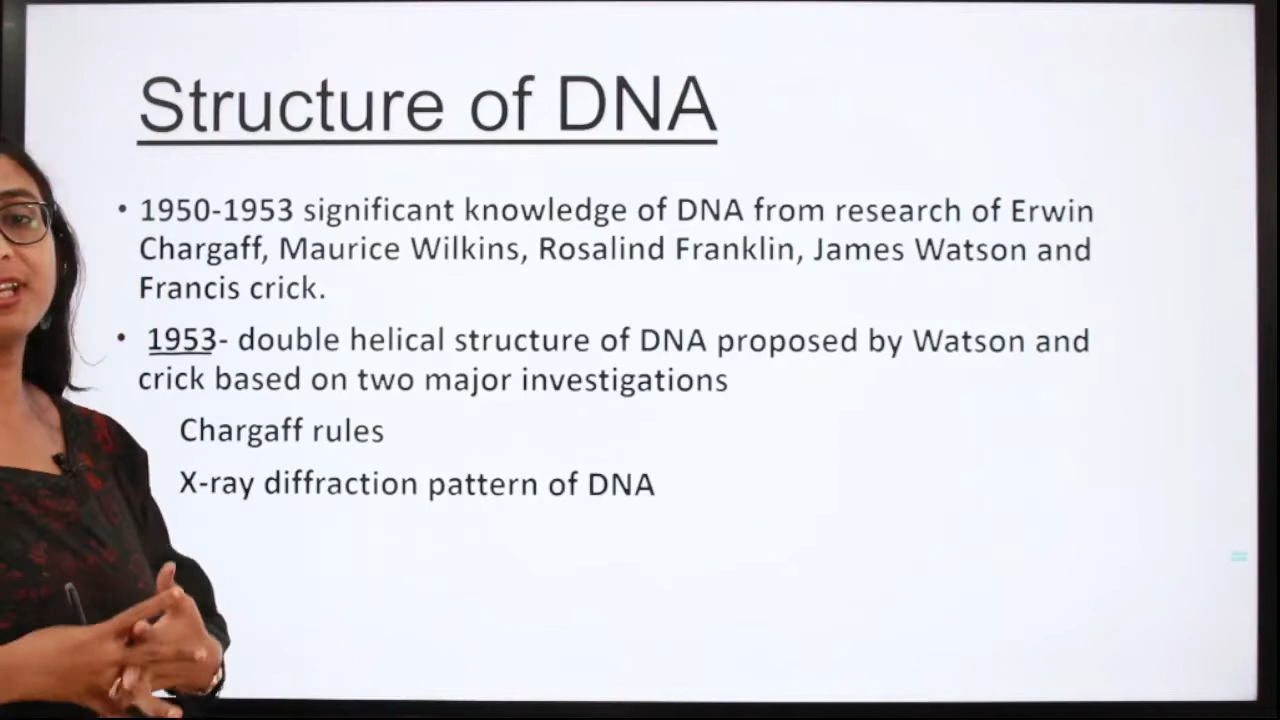 Structure of DNA
• 1950-1953 significant knowledge of DNA from research of Erwin
Chargaff, Maurice Wilkins, Rosalind Franklin, James Watson and
Francis crick.
• 1953- double helical structure of DNA proposed by Watson and
crick based on two major investigations
Chargaff rules
X-ray diffraction pattern of DNA